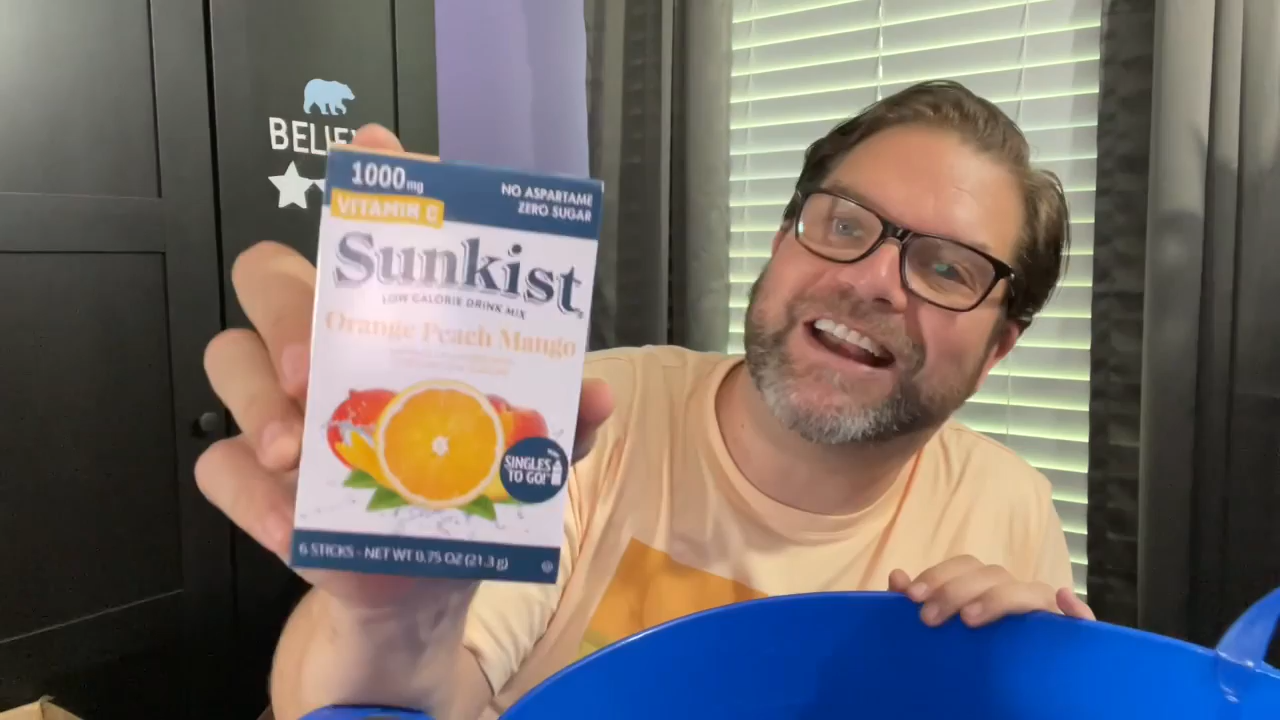 BELIE
1000mg
VITAMIN C
NO ASPARTAME
ZERO SUGAR
Sunkist
LOW CALORIE DRINK MIX
Orange Peach Mango
SINGLES
TO GO!
6 STICKS - NET WT 0.75 OZ (21.3 g)